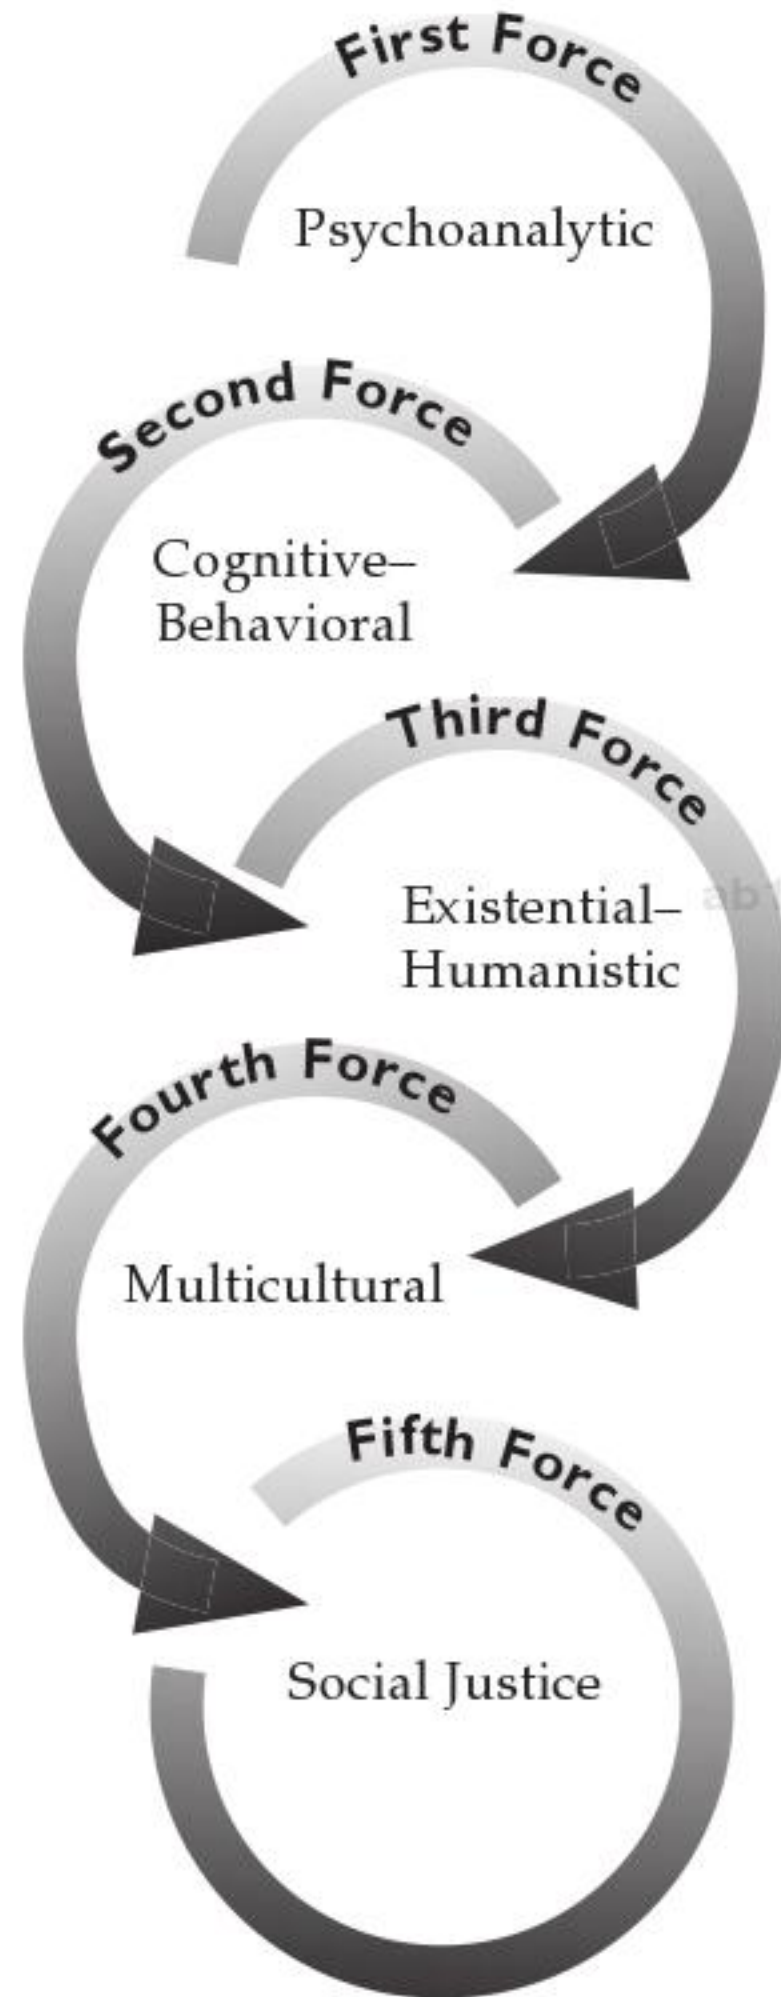 First Force
Psychoanalytic
Second Force
Cognitive–
Behavioral
Third Force
Existential–
Humanistic
Fourth Force
Multicultural
Fifth Force
Social Justice